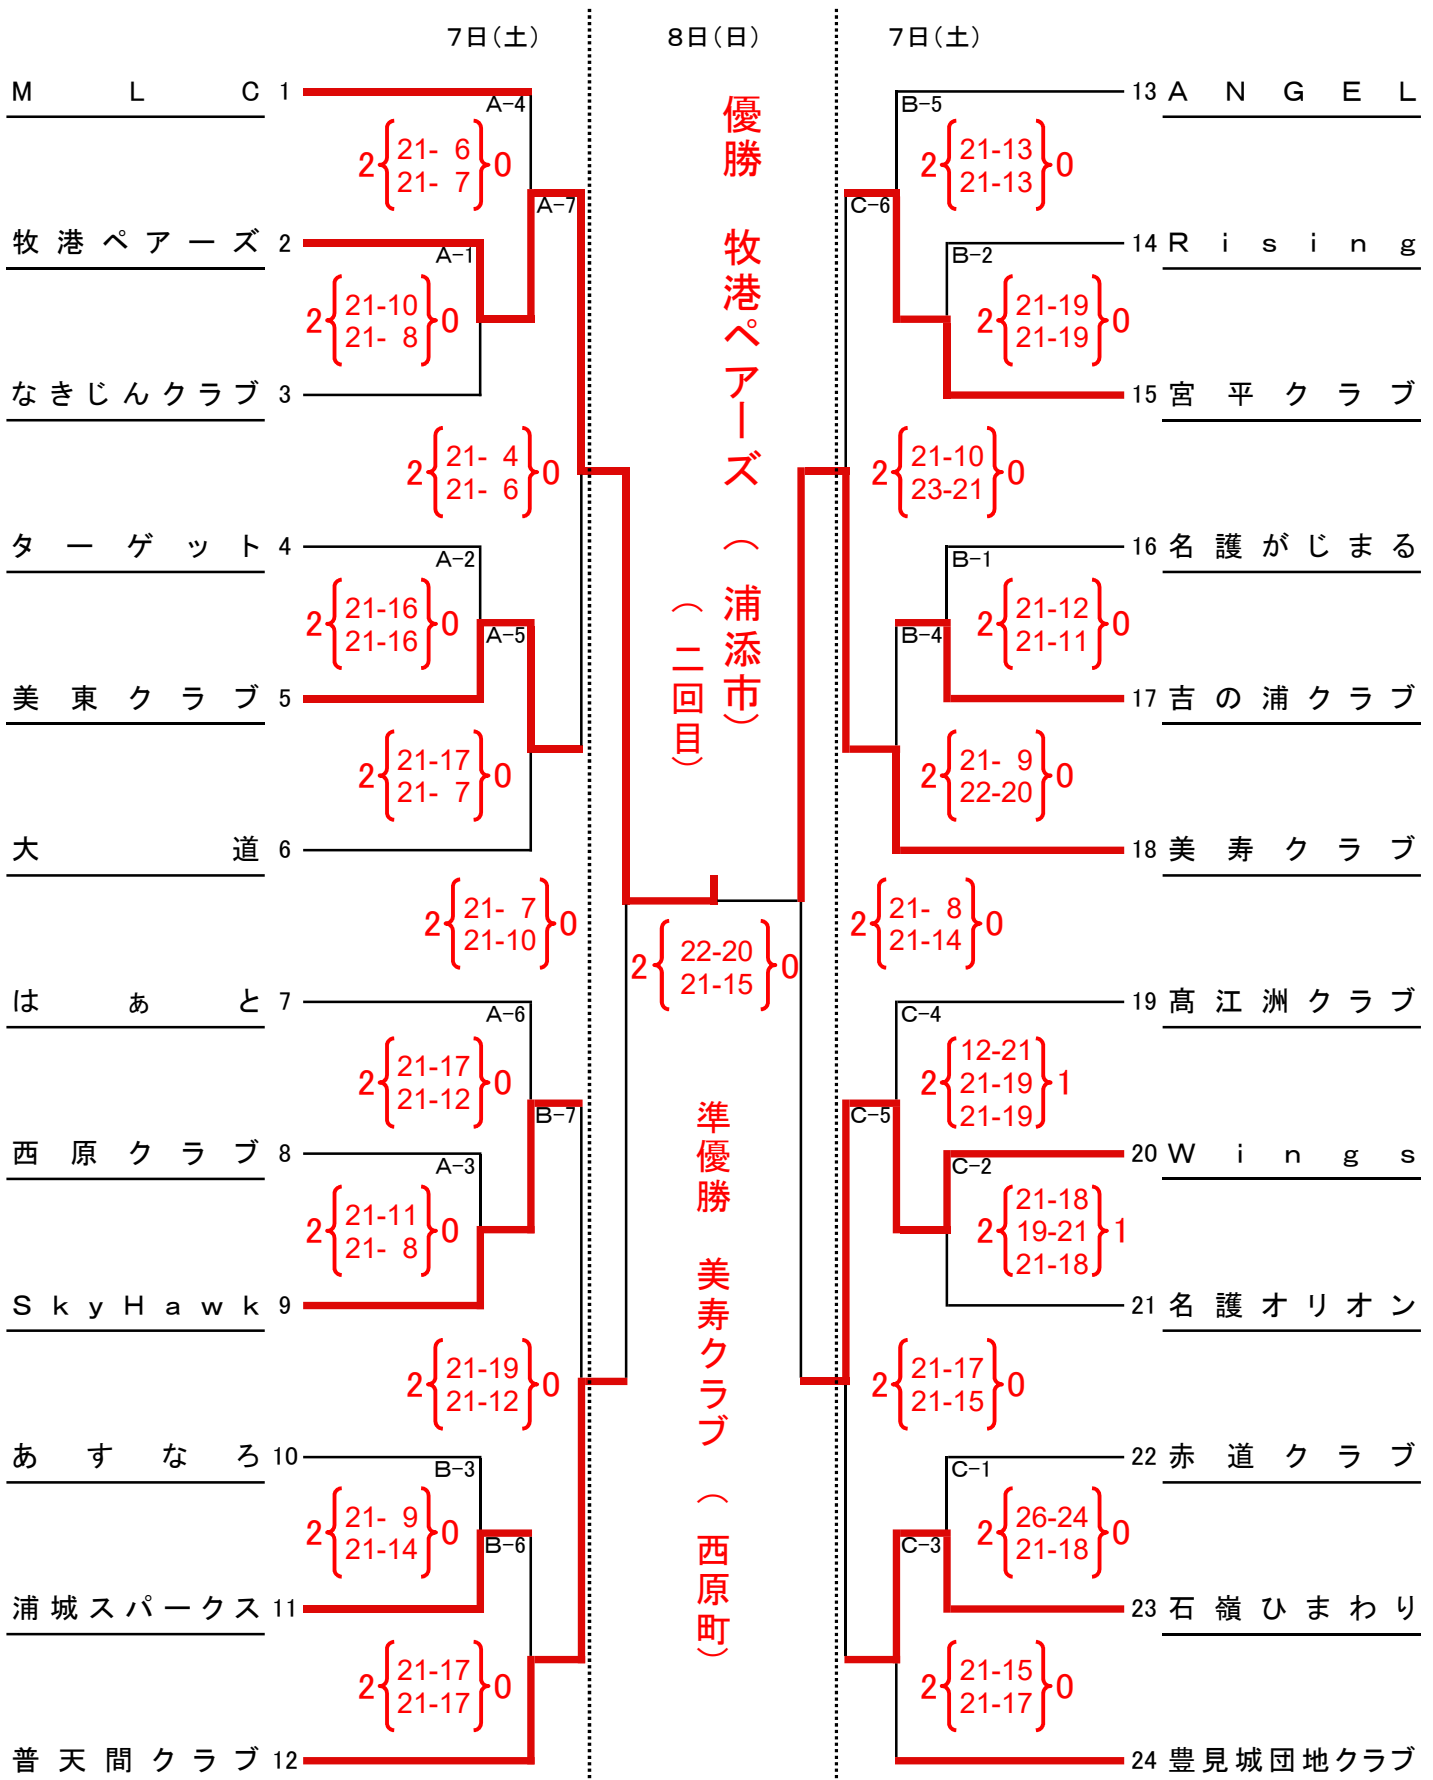 7日(土)
8日(日)
7日(土)
M L C 1
A-4
2 21- 6 0
21- 7
牧港ペアーズ 2
A-7
A-1
2 21-10 0
21- 8
なきじんクラブ 3
2 21- 4 0
21- 6
ターゲット 4
A-2
2 21-16 0
21-16
A-5
美東クラブ 5
2 21-17 0
21- 7
大道 6
2 21- 7 0
21-10
はぁと 7
A-6
2 21-17 0
21-12
B-7
西原クラブ 8
A-3
2 21-11 0
21- 8
SkyHawk 9
2 21-19 0
21-12
あすなろ 10
B-3
2 21- 9 0
21-14
B-6
浦城スパークス 11
2 21-17 0
21-17
普天間クラブ 12
優勝 牧港ペアーズ (浦添市)
(二回目)
2 22-20 0
21-15
準優勝 美寿クラブ (西原町)
13 ANGEL
B-5
2 21-13 0
21-13
C-6
14 Rising
B-2
2 21-19 0
21-19
15 宮平クラブ
2 21-10 0
23-21
16 名護がじまる
B-1
2 21-12 0
21-11
B-4
17 吉の浦クラブ
2 21- 9 0
22-20
18 美寿クラブ
2 21- 8 0
21-14
19 髙江洲クラブ
C-4
2 12-21 1
21-19
21-19
C-5
20 Wings
C-2
2 21-18 1
19-21
21-18
21 名護オリオン
2 21-17 0
21-15
22 赤道クラブ
C-1
2 26-24 0
21-18
C-3
23 石嶺ひまわり
2 21-15 0
21-17
24 豊見城団地クラブ